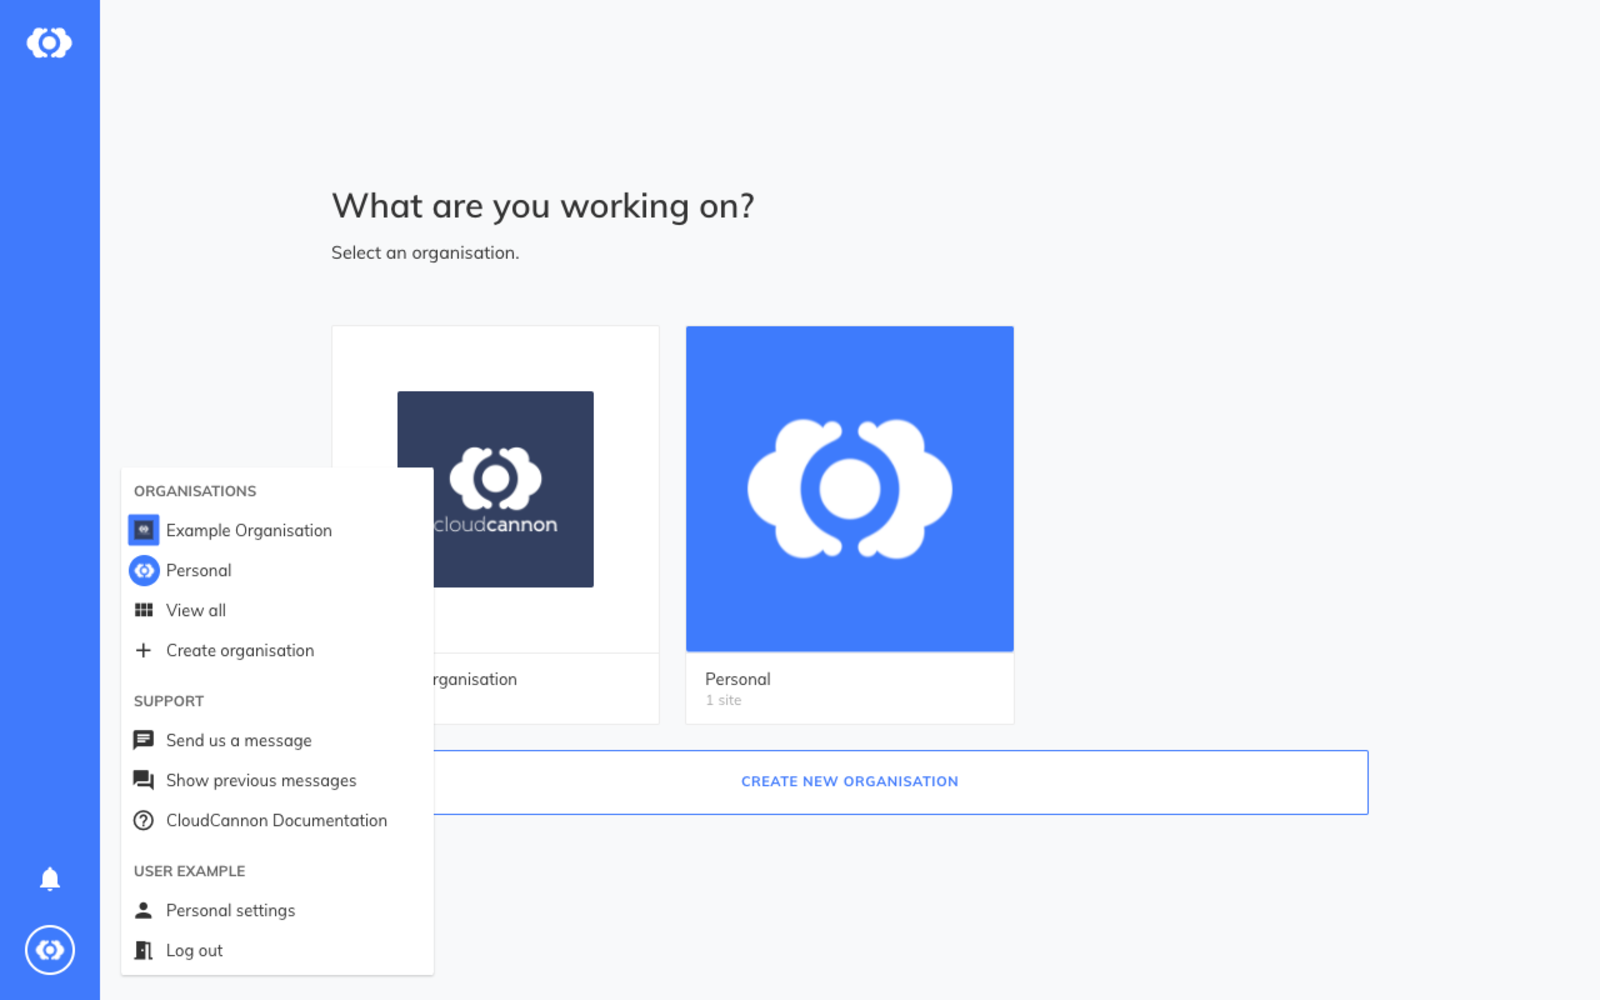 What are you working on?
Select an organisation.
cloudcannon
rganisation
Personal
1 site
CREATE NEW ORGANISATION
ORGANISATIONS
Example Organisation
Personal
View all
Create organisation
SUPPORT
Send us a message
Show previous messages
CloudCannon Documentation
USER EXAMPLE
Personal settings
Log out